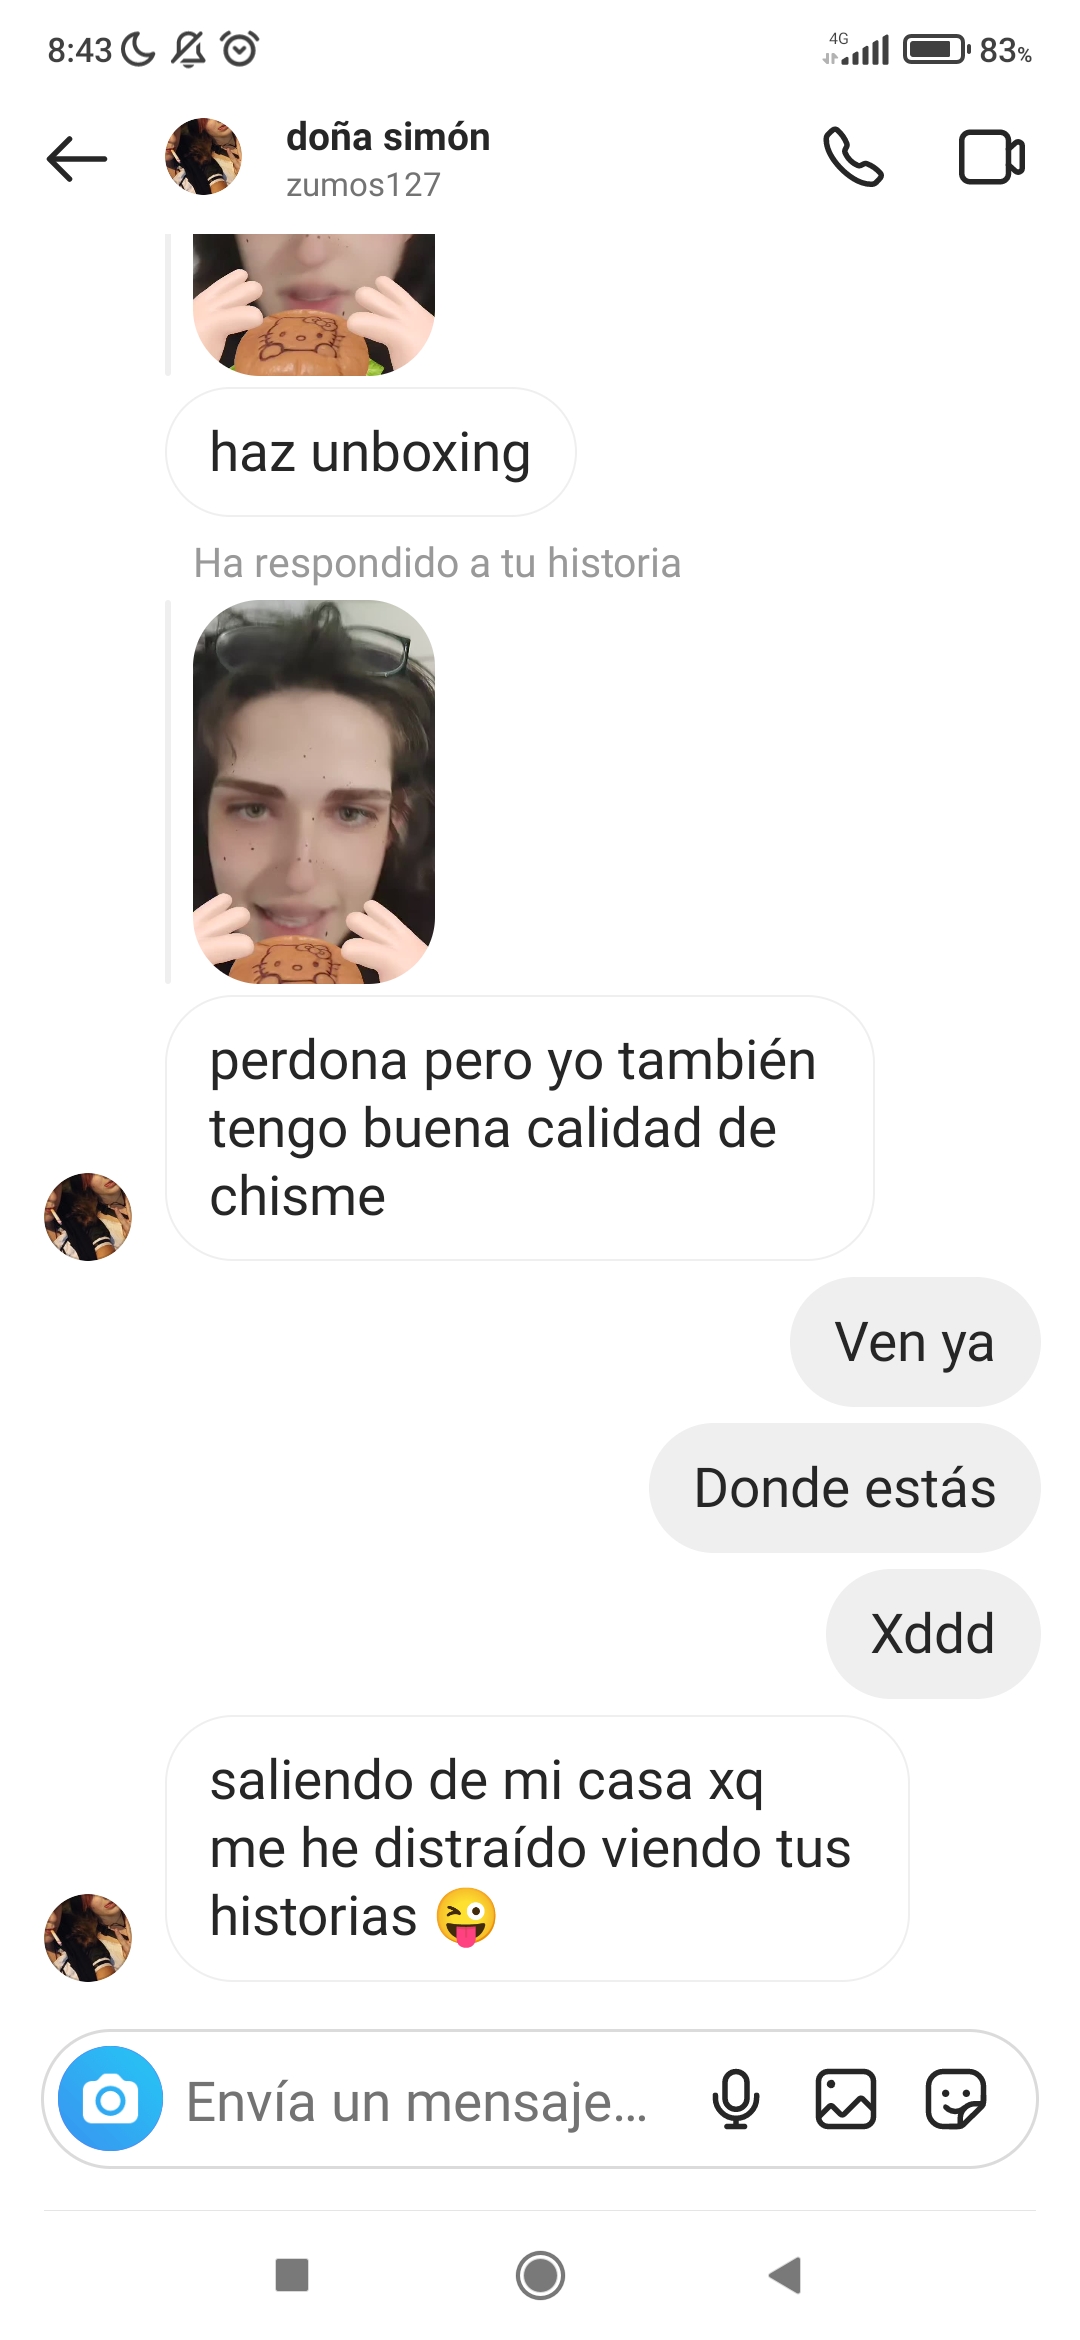 8:43
4G
83%
doña simón
zumos127
haz unboxing
Ha respondido a tu historia
perdona pero yo también
tengo buena calidad de
chisme
Ven ya
Donde estás
Xddd
saliendo de mi casa xq
me he distraído viendo tus
historias 😜
Envía un mensaje...